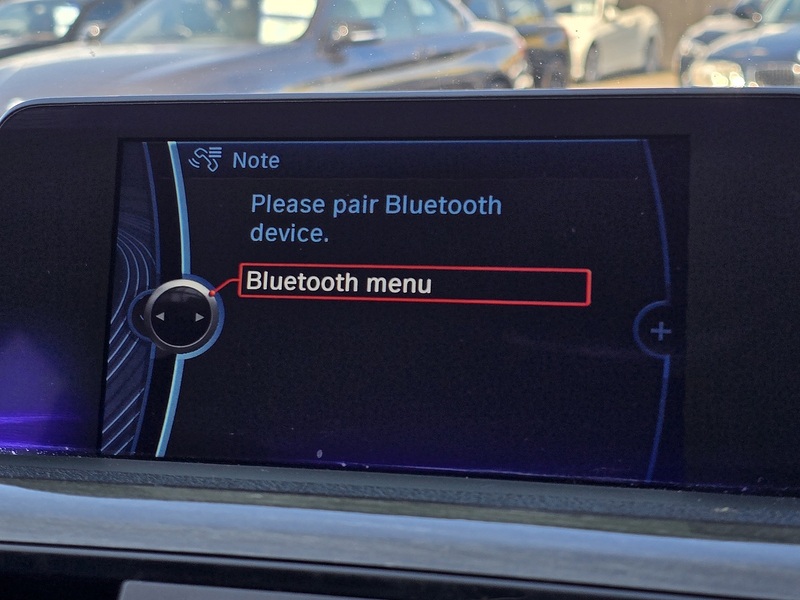 Note
Please pair Bluetooth
device.
Bluetooth menu